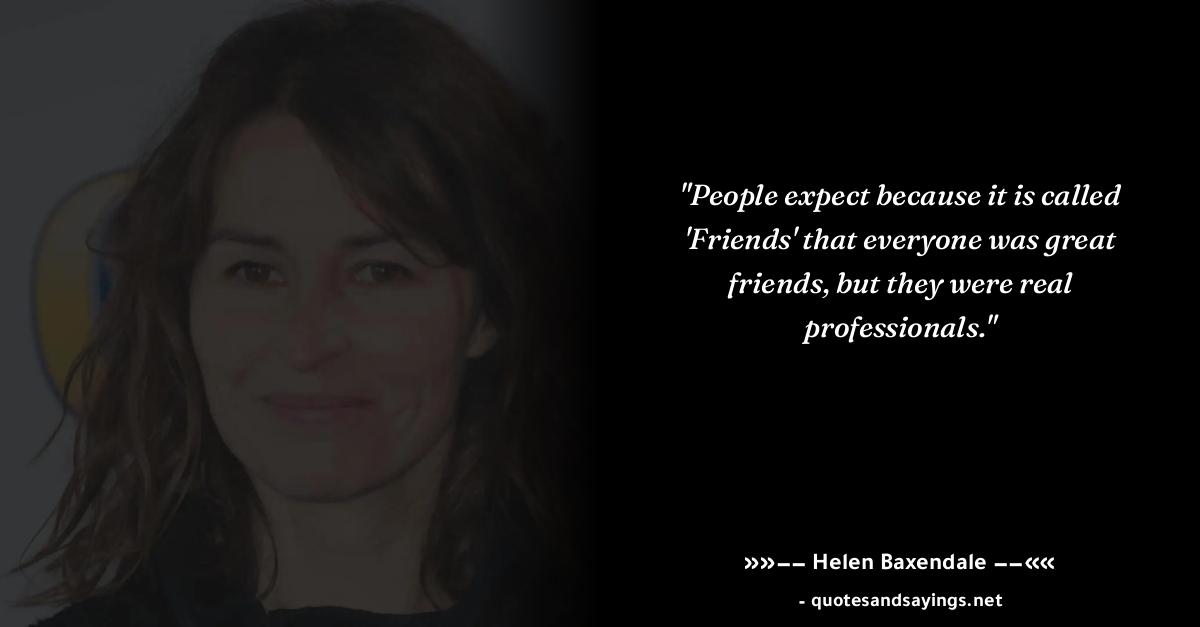 "People expect because it is called
'Friends' that everyone was great
friends, but they were real
professionals."
»»-- Helen Baxendale --««
- quotesandsayings.net